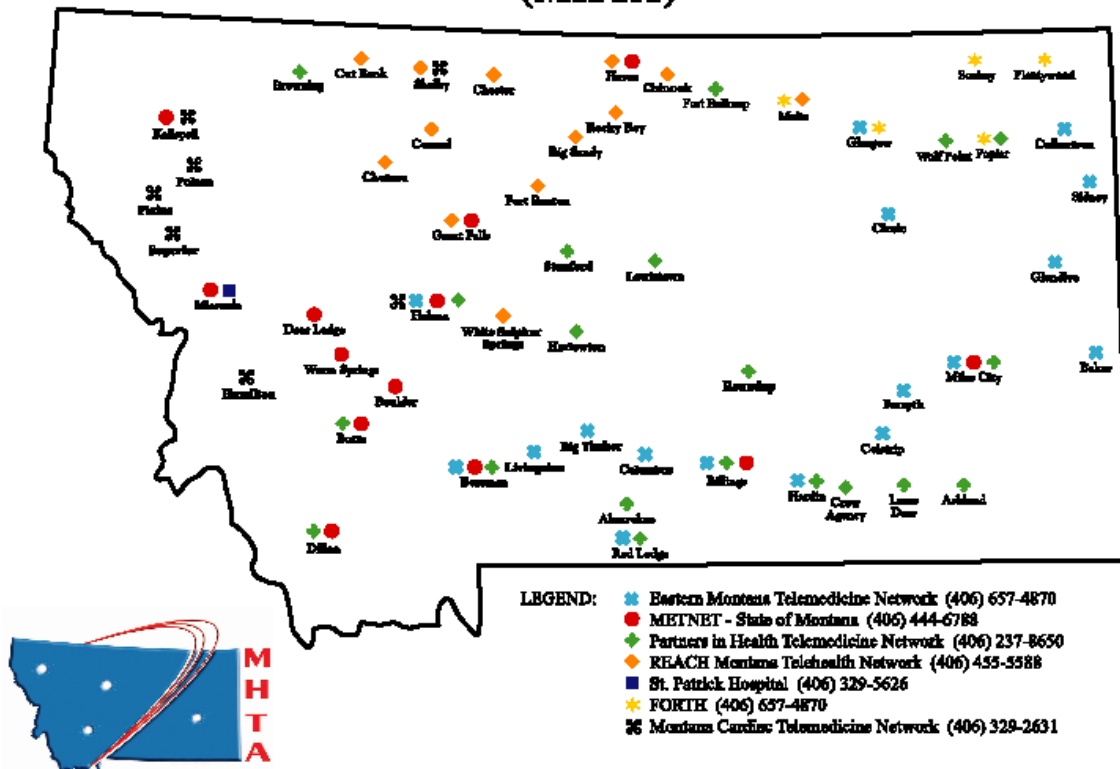 Browning
Cut Bank
Shelby
Chester
Havre
Chinook
Fort Belknap
Malta
Scobey
Plentywood
Kalispell
Polson
Plains
Superior
Conrad
Choteau
Rocky Boy
Big Sandy
Fort Benton
Great Falls
Glasgow
Wolf Point
Poplar
Culbertson
Sidney
Circle
Glendive
Stanford
Lewistown
Missoula
Deer Lodge
Helena
White Sulphur
Springs
Harlowton
Warm Springs
Boulder
Hamilton
Butte
Roundup
Miles City
Baker
Forsyth
Colstrip
Big Timber
Livingston
Columbus
Bozeman
Billings
Hardin
Crow
Agency
Lame
Deer
Ashland
Absarokee
Red Lodge
Dillon
LEGEND:
Eastern Montana Telemedicine Network (406) 657-4870
METNET - State of Montana (406) 444-6788
Partners in Health Telemedicine Network (406) 237-8650
REACH Montana Telehealth Network (406) 455-5588
St. Patrick Hospital (406) 329-5626
FORTH (406) 657-4870
Montana Cardiac Telemedicine Network (406) 329-2631
M
H
T
A